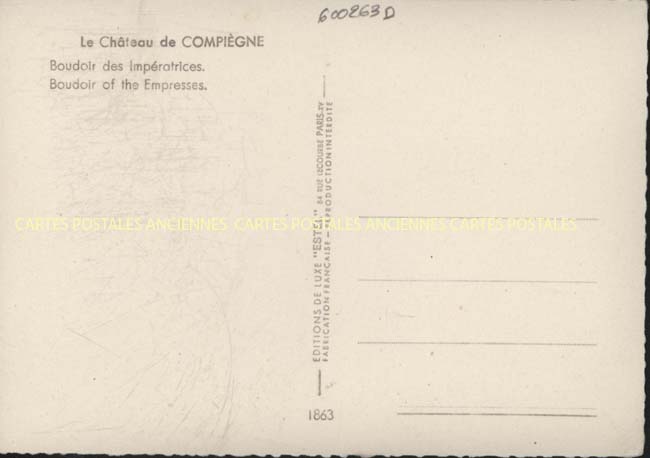 600263D
Le Château de COMPIÈGNE
Boudoir des Impératrices.
Boudoir of the Empresses.
EDITIONS DE LUXE "ESTEL" 84 RUE LECOURBE PARIS-XV
FABRICATION FRANÇAISE — REPRODUCTION INTERDITE
CARTES POSTALES ANCIENNES CARTES POSTALES ANCIENNES CARTES POSTALES
1863